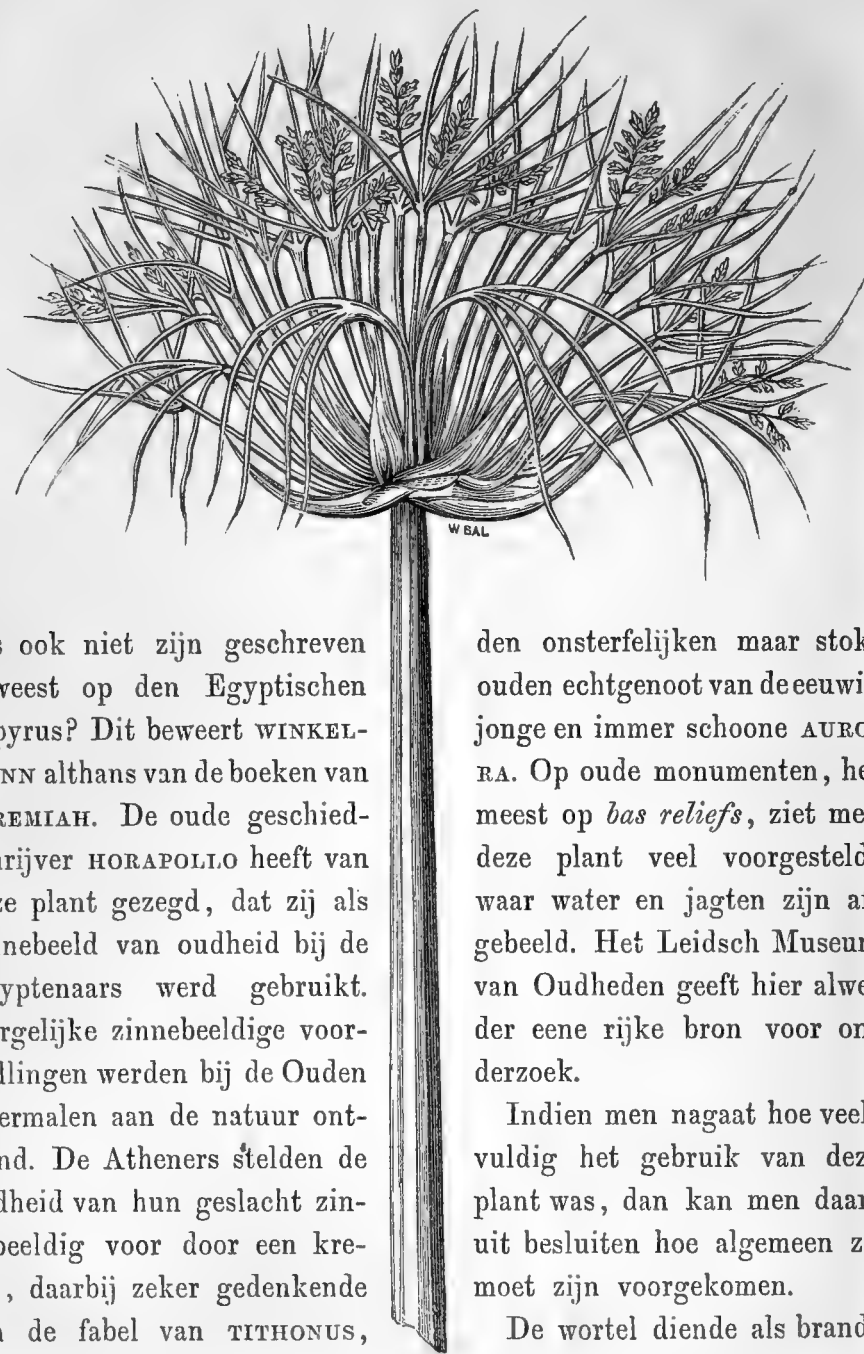 W BAL
s ook niet zijn geschreven
veest op den Egyptischen
pyrus? Dit beweert WINKEL-
NN althans van de boeken van
REMIAH. De oude geschied-
rijver HORAPOLLO heeft van
ze plant gezegd, dat zij als
nebeeld van oudheid bij de
yptenaars werd gebruikt.
rgelijke zinnebeeldige voor-
llingen werden bij de Ouden
ermalen aan de natuur ont-
nd. De Atheners stelden de
dheid van hun geslacht zin-
beeldig voor door een kre-
, daarbij zeker gedenkende
n de fabel van TITHONUS,
den onsterfelijken maar stok
ouden echtgenoot van de eeuwi
jonge en immer schoone AURO
RA. Op oude monumenten, he
meest op bas reliefs, ziet me
deze plant veel voorgesteld
waar water en jagten zijn af
gebeeld. Het Leidsch Museum
van Oudheden geeft hier alwe
der eene rijke bron voor on
derzoek.
Indien men nagaat hoe veel
vuldig het gebruik van dez
plant was, dan kan men daar
uit besluiten hoe algemeen z
moet zijn voorgekomen.
De wortel diende als brand